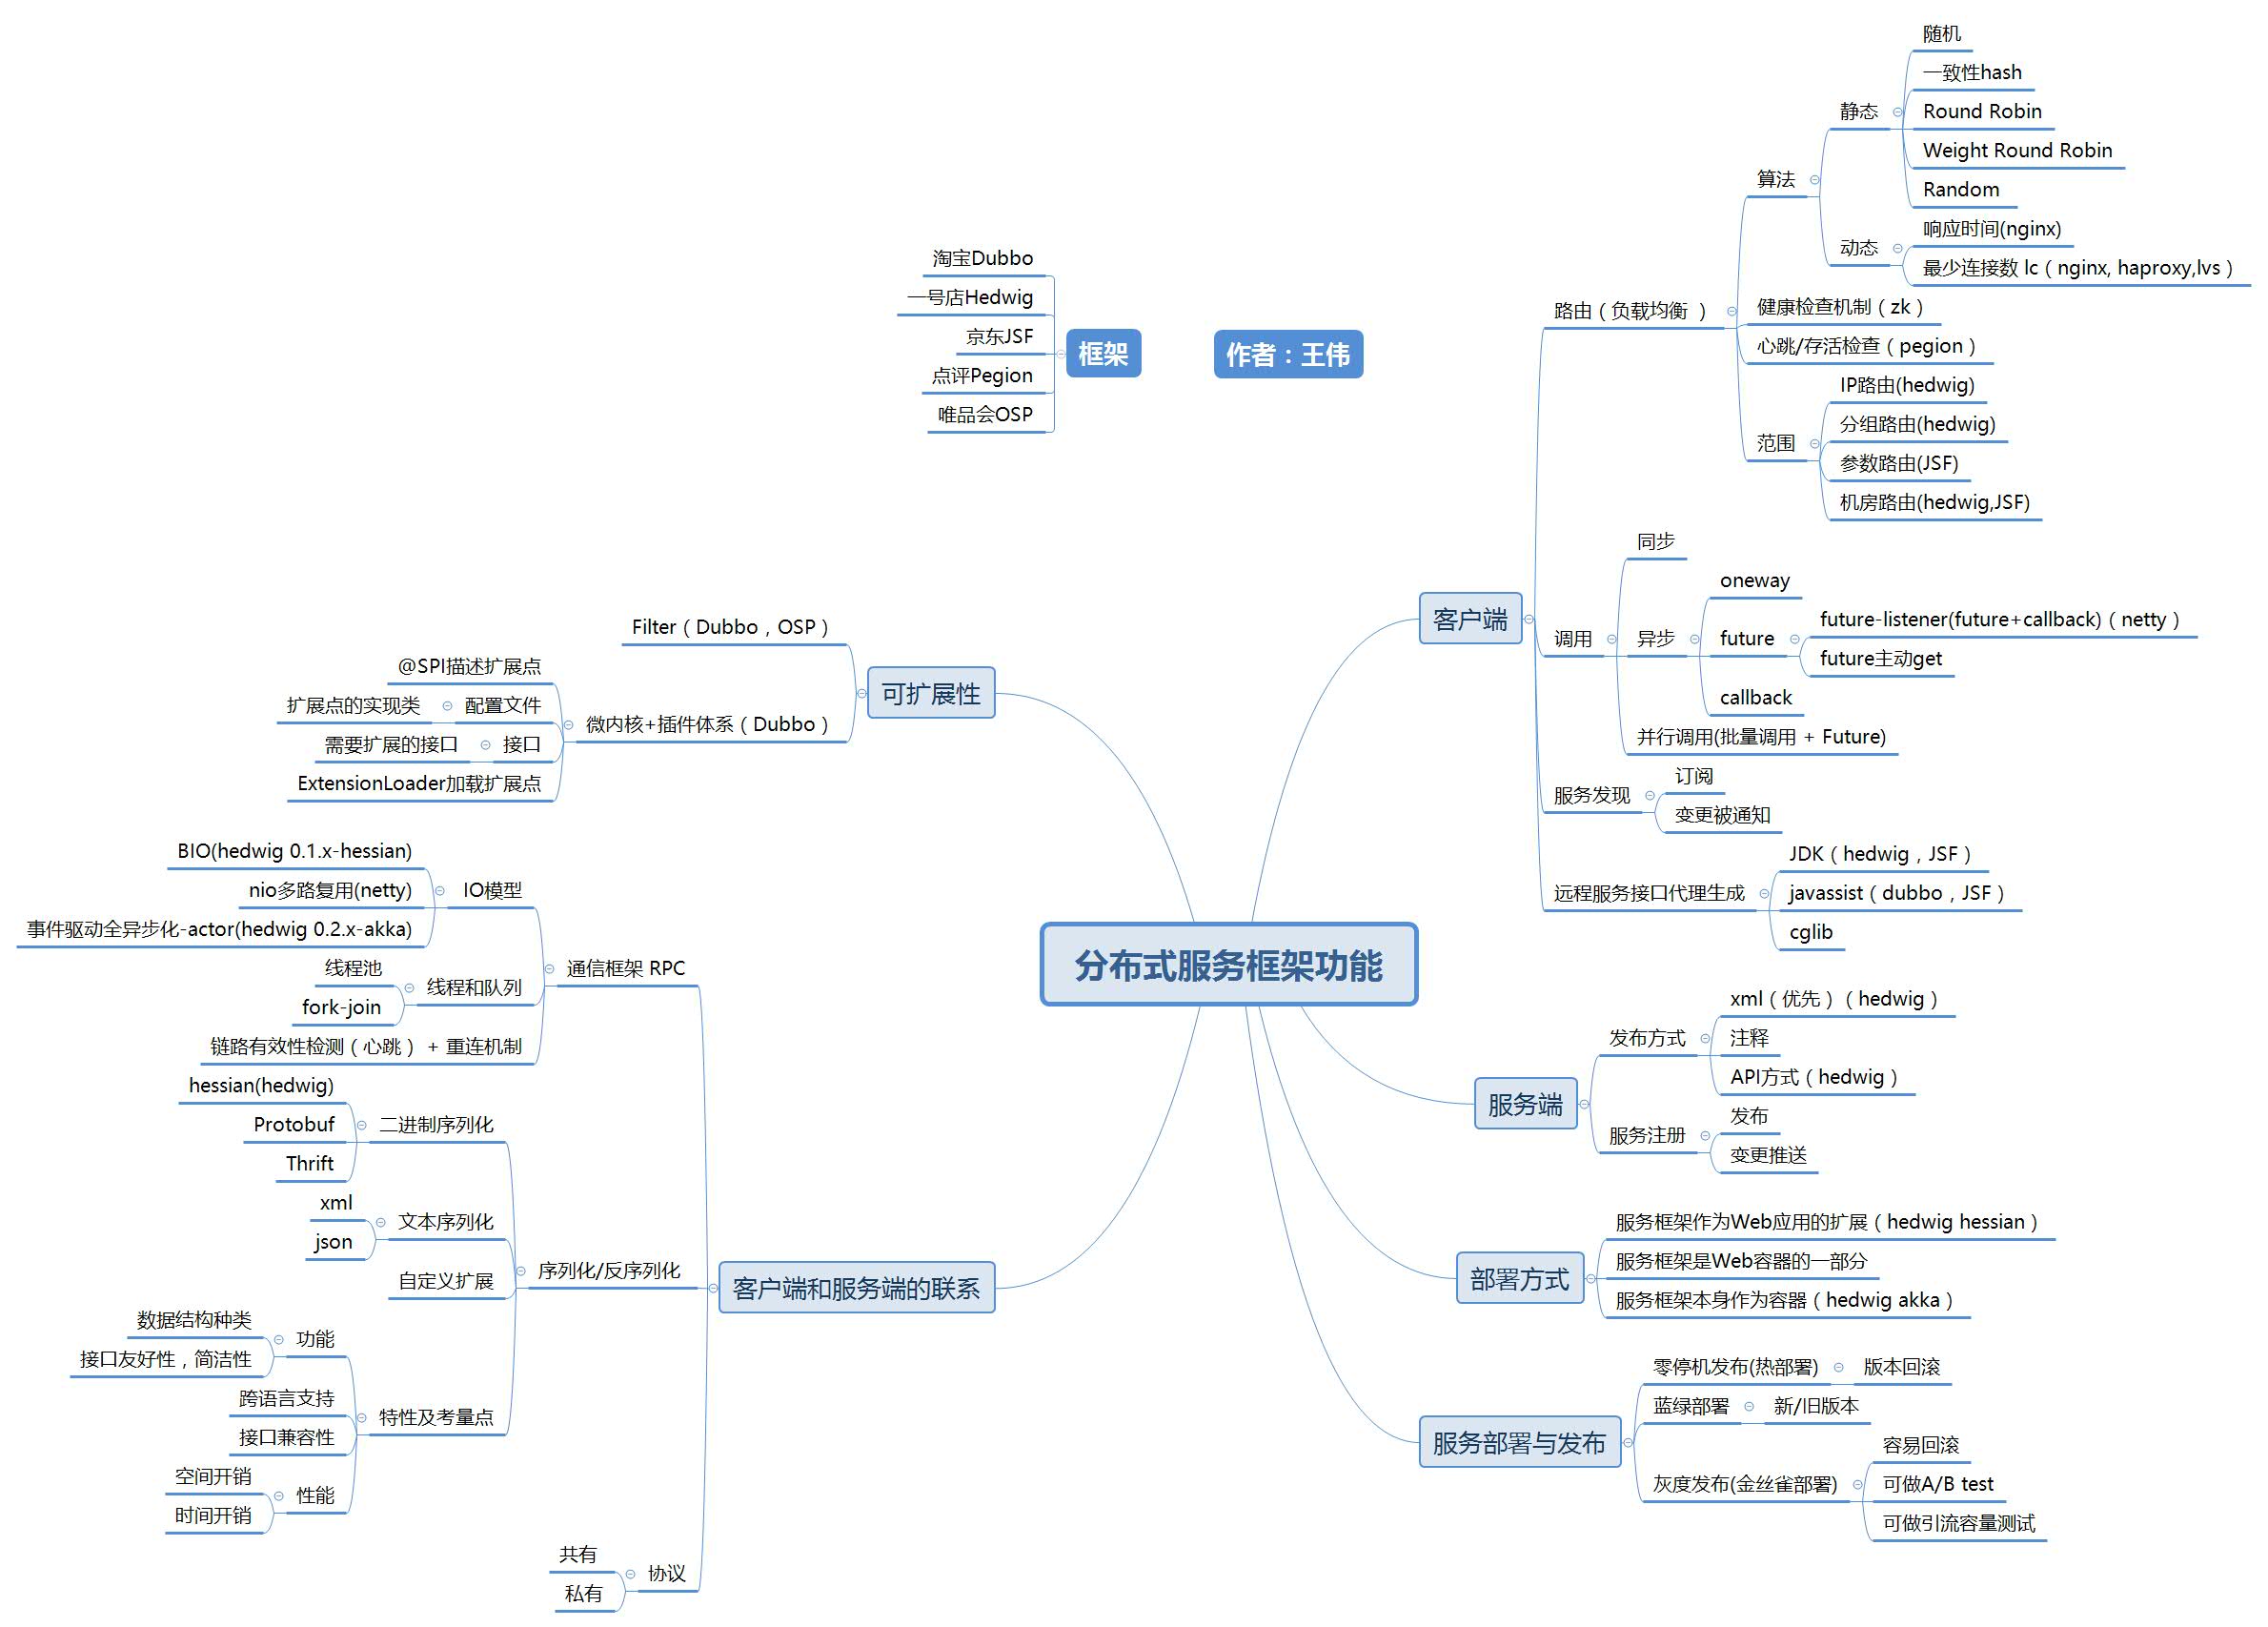 分布式服务框架功能
作者：王伟
框架
淘宝Dubbo
一号店Hedwig
京东JSF
点评Pegion
唯品会OSP
客户端
路由（负载均衡 ）
算法
静态
随机
一致性hash
Round Robin
Weight Round Robin
Random
动态
响应时间(nginx)
最少连接数 lc（nginx, haproxy,lvs）
健康检查机制（zk）
心跳/存活检查（pegion）
范围
IP路由(hedwig)
分组路由(hedwig)
参数路由(JSF)
机房路由(hedwig,JSF)
调用
同步
异步
oneway
future
future-listener(future+callback)（netty）
future主动get
callback
并行调用(批量调用 + Future)
服务发现
订阅
变更被通知
远程服务接口代理生成
JDK（hedwig，JSF）
javassist（dubbo，JSF）
cglib
服务端
发布方式
xml（优先）（hedwig）
注释
API方式（hedwig）
服务注册
发布
变更推送
部署方式
服务框架作为Web应用的扩展（hedwig hessian）
服务框架是Web容器的一部分
服务框架本身作为容器（hedwig akka）
服务部署与发布
零停机发布(热部署)
版本回滚
蓝绿部署
新/旧版本
灰度发布(金丝雀部署)
容易回滚
可做A/B test
可做引流容量测试
可扩展性
Filter（Dubbo，OSP）
微内核+插件体系（Dubbo）
@SPI描述扩展点
配置文件
扩展点的实现类
接口
需要扩展的接口
ExtensionLoader加载扩展点
客户端和服务端的联系
通信框架 RPC
IO模型
BIO(hedwig 0.1.x-hessian)
nio多路复用(netty)
事件驱动全异步化-actor(hedwig 0.2.x-akka)
线程和队列
线程池
fork-join
链路有效性检测（心跳） + 重连机制
序列化/反序列化
二进制序列化
hessian(hedwig)
Protobuf
Thrift
文本序列化
xml
json
自定义扩展
特性及考量点
功能
数据结构种类
接口友好性，简洁性
跨语言支持
接口兼容性
性能
空间开销
时间开销
协议
共有
私有